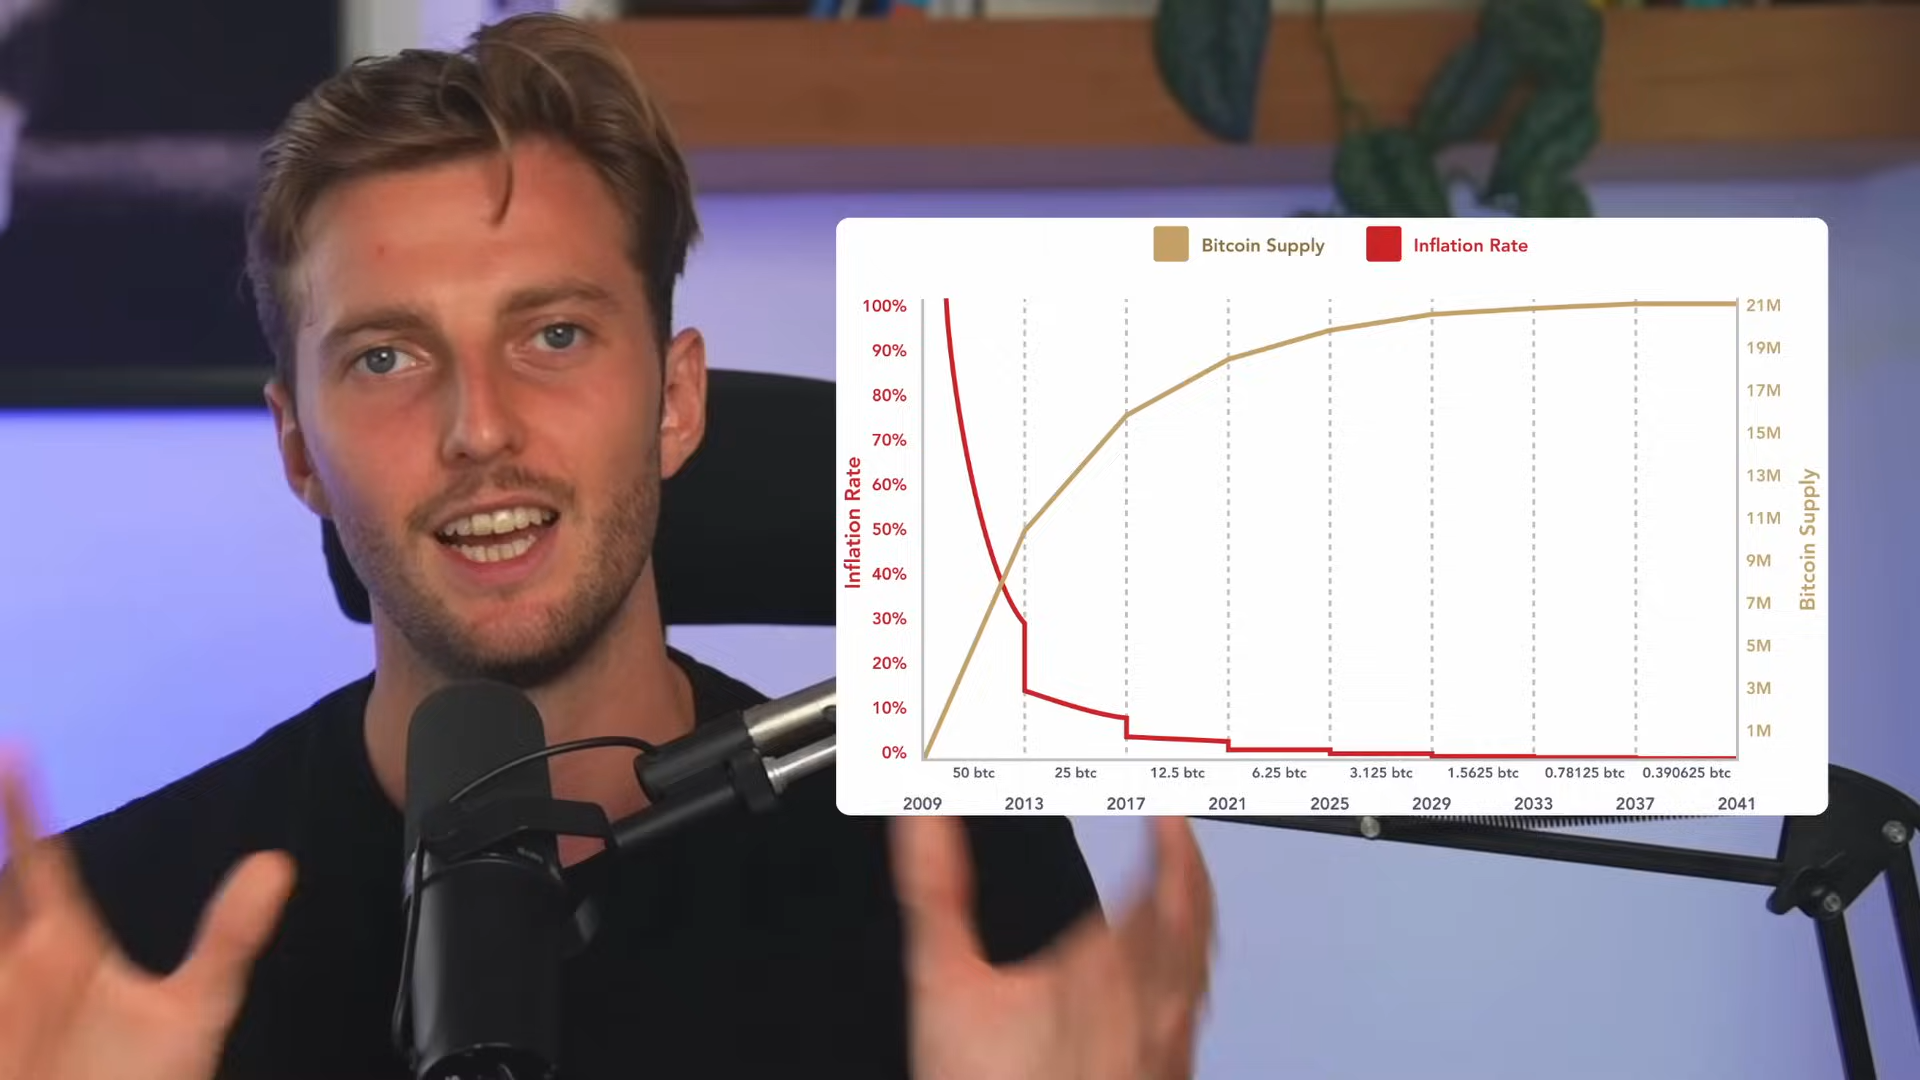 Bitcoin Supply
Inflation Rate
100%
90%
80%
70%
60%
50%
40%
30%
20%
10%
0%
Inflation Rate
21M
19M
17M
15M
13M
11M
9M
7M
5M
3M
1M
Bitcoin Supply
50 btc
25 btc
12.5 btc
6.25 btc
3.125 btc
1.5625 btc
0.78125 btc
0.390625 btc
2009
2013
2017
2021
2025
2029
2033
2037
2041